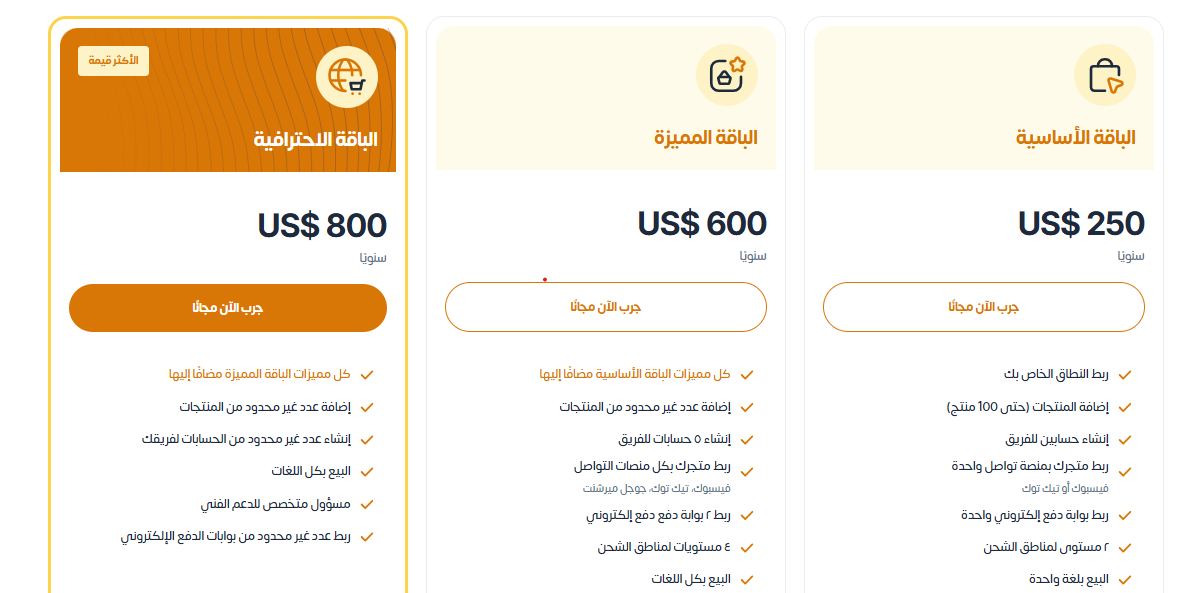 الباقة الأساسية
US$ 250
سنويًا
جرب الآن مجانًا
ربط النطاق الخاص بك
إضافة المنتجات (حتى 100 منتج)
إنشاء حسابين للفريق
ربط متجرك بمنصة تواصل واحدة
فيسبوك أو تيك توك
ربط بوابة دفع إلكتروني واحدة
٢ مستوى لمناطق الشحن
البيع بلغة واحدة
الباقة المميزة
US$ 600
سنويًا
جرب الآن مجانًا
كل مميزات الباقة الأساسية مضافًا إليها
إضافة عدد غير محدود من المنتجات
إنشاء ٥ حسابات للفريق
ربط متجرك بكل منصات التواصل
فيسبوك، تيك توك، جوجل ميرشنت
ربط ٢ بوابة دفع دفع إلكتروني
٤ مستويات لمناطق الشحن
البيع بكل اللغات
الأكثر قيمة
الباقة الاحترافية
US$ 800
سنويًا
جرب الآن مجانًا
كل مميزات الباقة المميزة مضافًا إليها
إضافة عدد غير محدود من المنتجات
إنشاء عدد غير محدود من الحسابات لفريقك
البيع بكل اللغات
مسؤول متخصص للدعم الفني
ربط عدد غير محدود من بوابات الدفع الإلكتروني